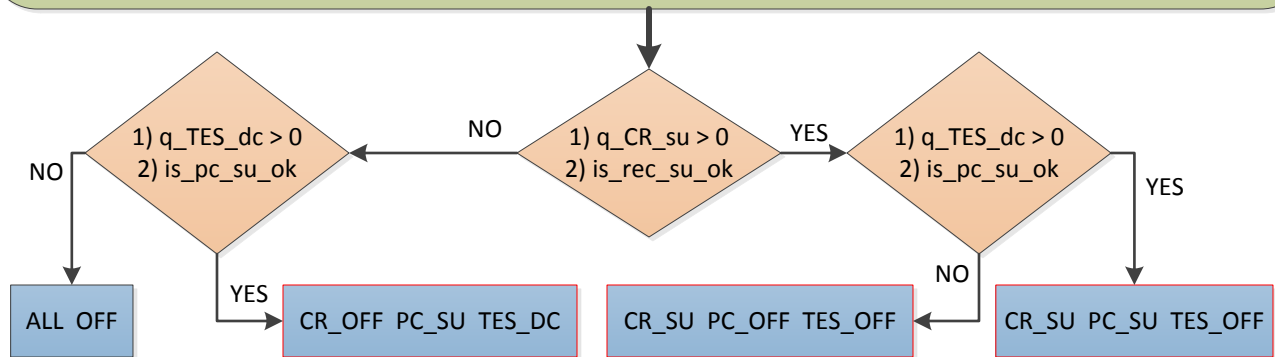 1) q_TES_dc > 0
2) is_pc_su_ok
NO
1) q_CR_su > 0
2) is_rec_su_ok
YES
1) q_TES_dc > 0
2) is_pc_su_ok
NO
YES
YES
NO
ALL OFF
CR_OFF PC_SU TES_DC
CR_SU PC_OFF TES_OFF
CR_SU PC_SU TES_OFF